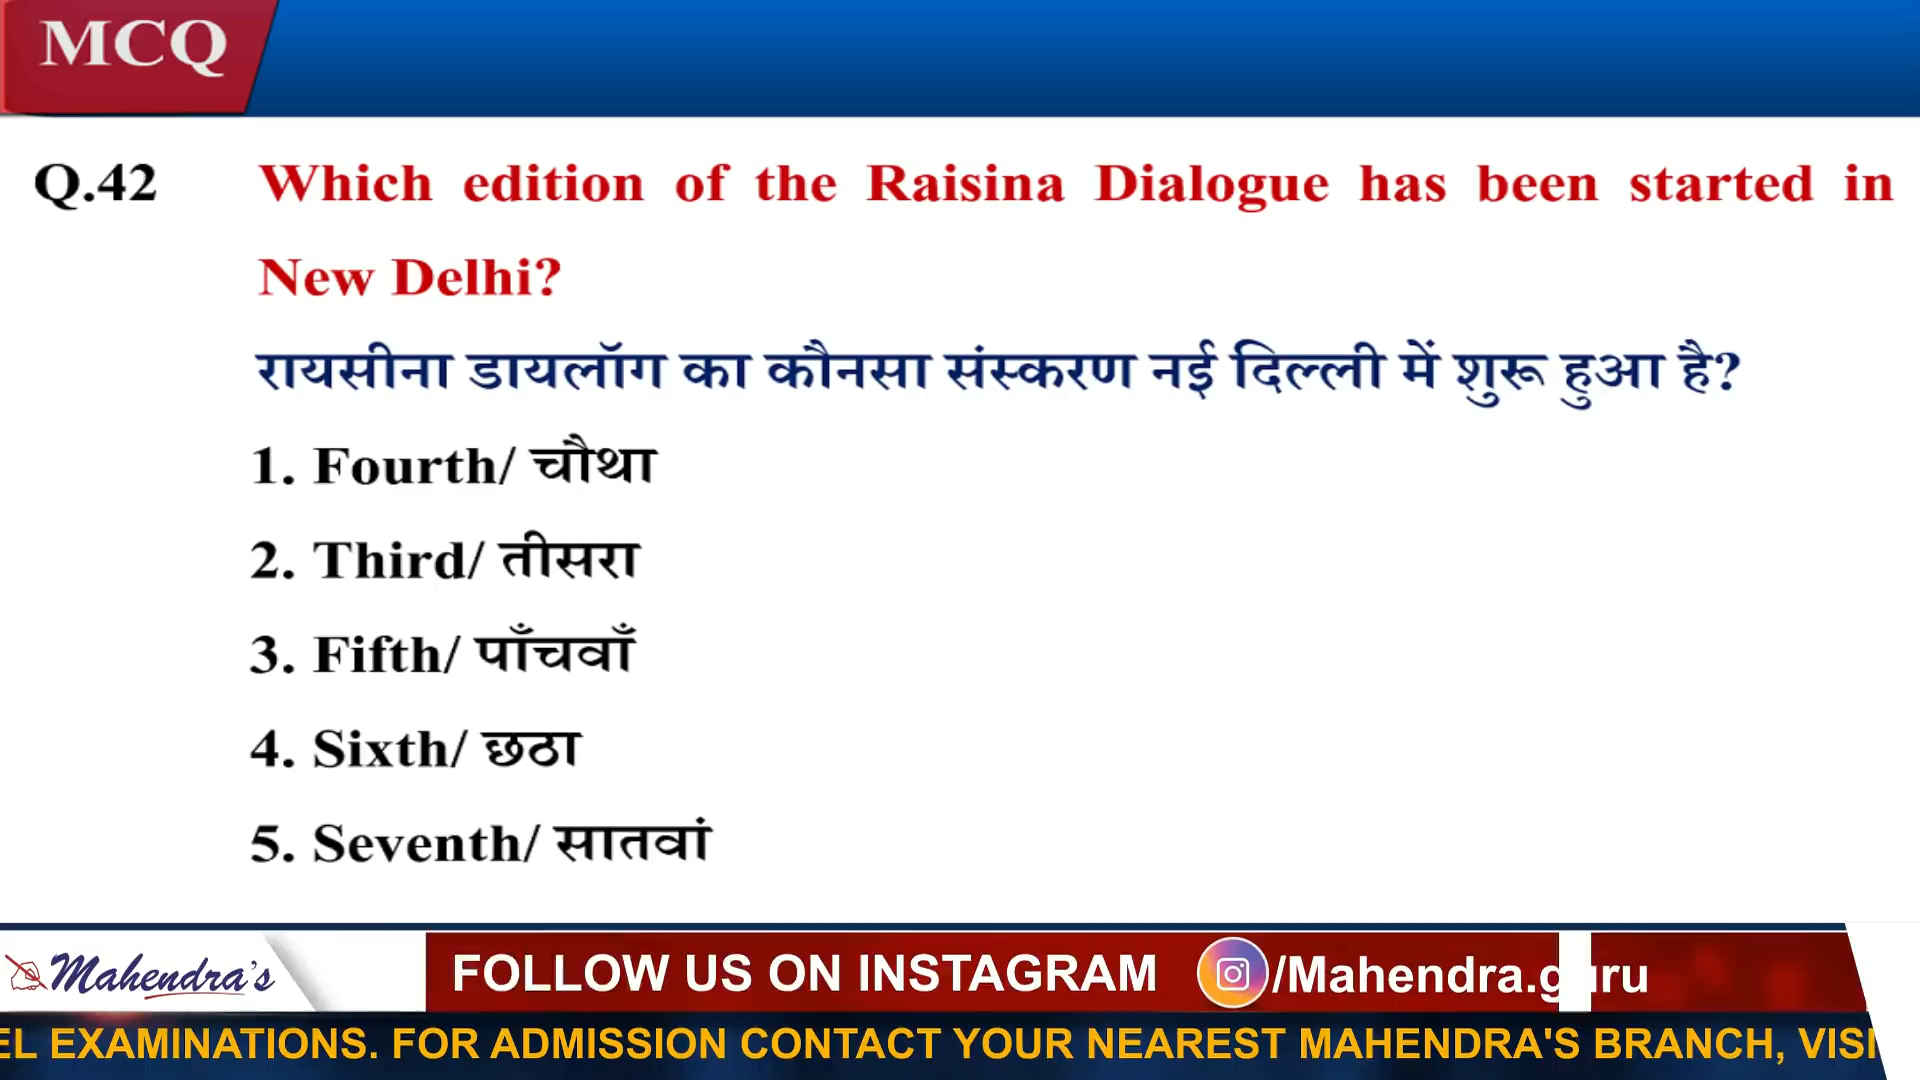 MCQ
Q.42 Which edition of the Raisina Dialogue has been started in
New Delhi?
रायसीना डायलॉग का कौनसा संस्करण नई दिल्ली में शुरू हुआ है?
1. Fourth/ चौथा
2. Third/ तीसरा
3. Fifth/ पाँचवाँ
4. Sixth/ छठा
5. Seventh/ सातवां
Mahendra's
FOLLOW US ON INSTAGRAM /Mahendra.guru
EL EXAMINATIONS. FOR ADMISSION CONTACT YOUR NEAREST MAHENDRA'S BRANCH, VISI